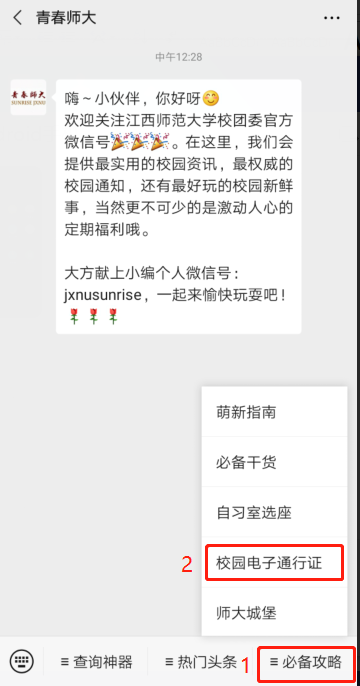 青春师大
中午12:28
青春师大
SUNRISE JXNU
嗨～小伙伴，你好呀😊
欢迎关注江西师范大学校团委官方
微信号🎉🎉🎉。在这里，我们会
提供最实用的校园资讯，最权威的
校园通知，还有最好玩的校园新鲜
事，当然更不可少的是激动人心的
定期福利哦。
大方献上小编个人微信号：
jxnusunrise，一起来愉快玩耍吧！
🌹🌹🌹
萌新指南
必备干货
自习室选座
2 校园电子通行证
师大城堡
≡ 查询神器 ≡ 热门头条 1 ≡ 必备攻略